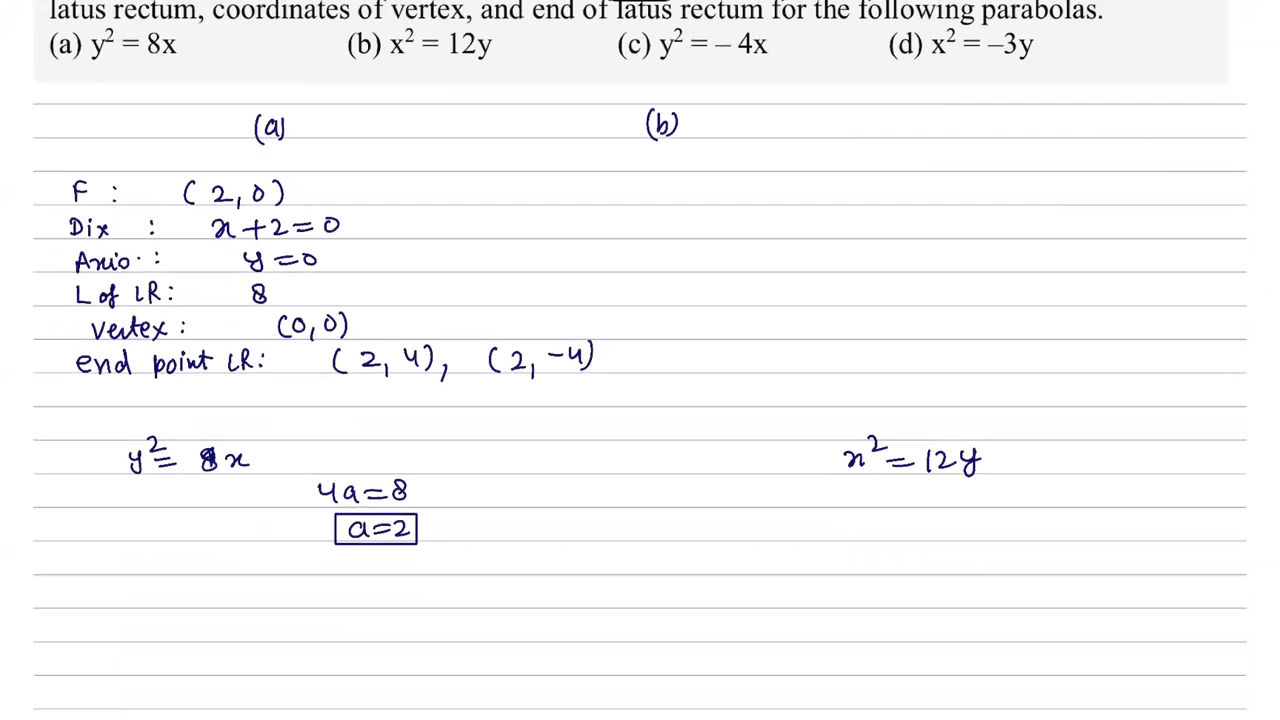 latus rectum, coordinates of vertex, and end of latus rectum for the following parabolas.
(a) y² = 8x (b) x² = 12y (c) y² = – 4x (d) x² = –3y
(a) (b)
F : (2,0)
Dix : x+2=0
Axis : y=0
L of LR: 8
vertex: (0,0)
end point LR: (2,4), (2,-4)
y² = 8x x² = 12y
4a=8
a=2